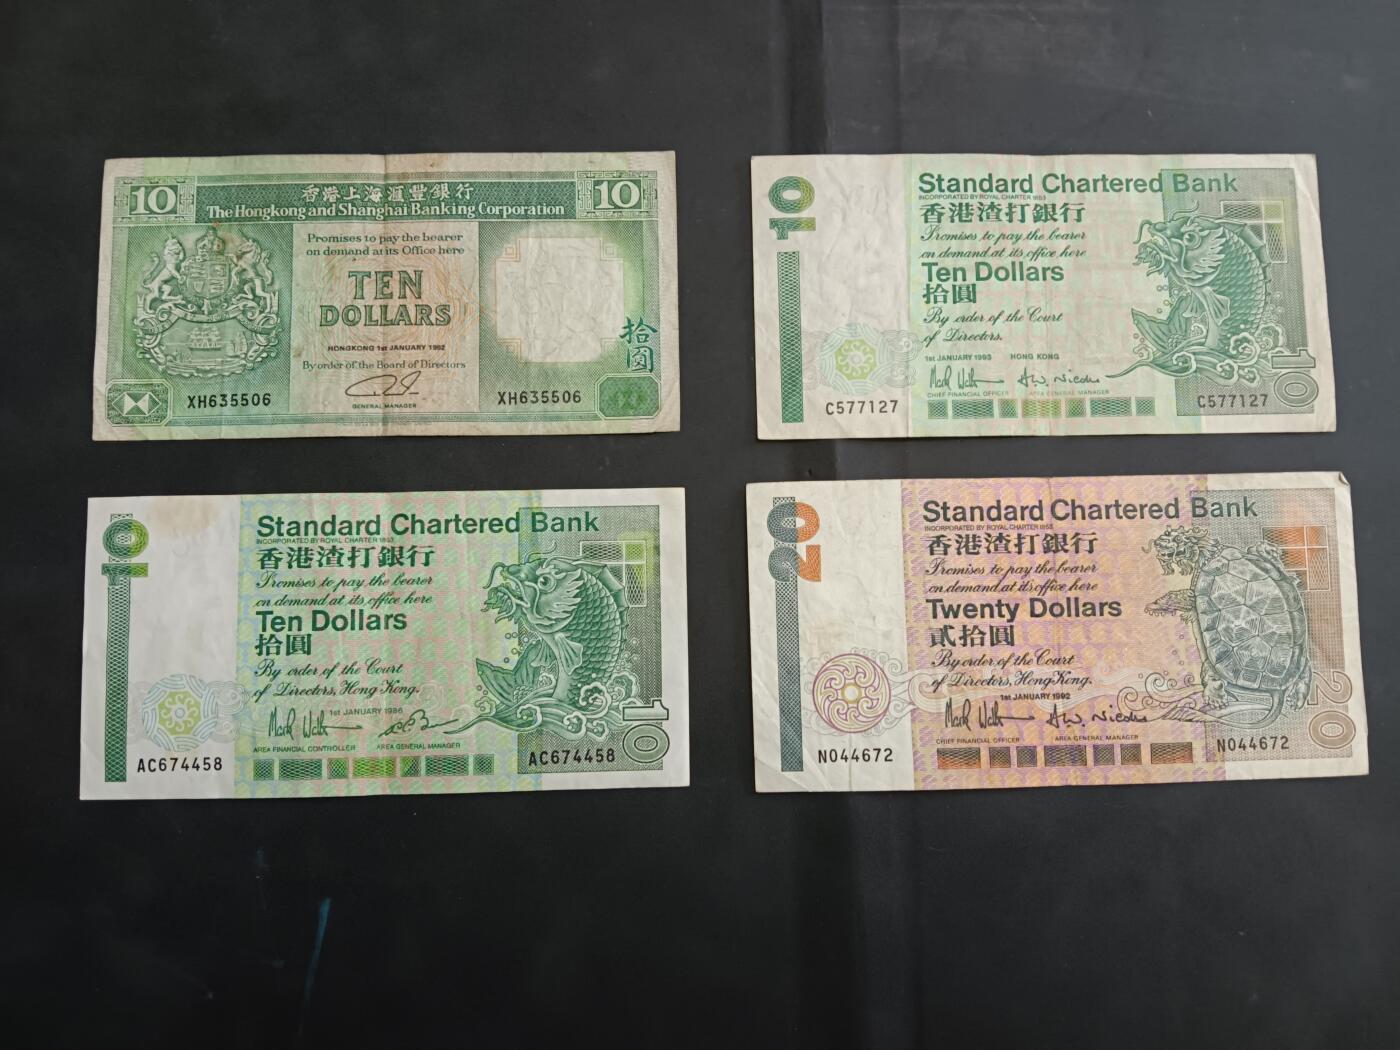 10
香港上海滙豐銀行
10
The Hongkong and Shanghai Banking Corporation
Promises to pay the bearer
on demand at its Office here
TEN
DOLLARS
拾圓
HONGKONG 1st JANUARY 1992
By order of the Board of Directors
GENERAL MANAGER
XH635506
XH635506
10
Standard Chartered Bank
INCORPORATED BY ROYAL CHARTER 1853
香港渣打銀行
Promises to pay the bearer
on demand at its office here
Ten Dollars
拾圓
By order of the Court
of Directors.
1st JANUARY 1993 HONG KONG
CHIEF FINANCIAL OFFICER AREA GENERAL MANAGER
C577127
C577127
10
10
Standard Chartered Bank
INCORPORATED BY ROYAL CHARTER 1853
香港渣打銀行
Promises to pay the bearer
on demand at its office here
Ten Dollars
拾圓
By order of the Court
of Directors, Hong Kong.
1st JANUARY 1986
AREA FINANCIAL CONTROLLER AREA GENERAL MANAGER
AC674458
AC674458
10
20
Standard Chartered Bank
INCORPORATED BY ROYAL CHARTER 1853
香港渣打銀行
Promises to pay the bearer
on demand at its office here
Twenty Dollars
貳拾圓
By order of the Court
of Directors, Hong Kong.
1st JANUARY 1992
CHIEF FINANCIAL OFFICER AREA GENERAL MANAGER
N044672
N044672
20